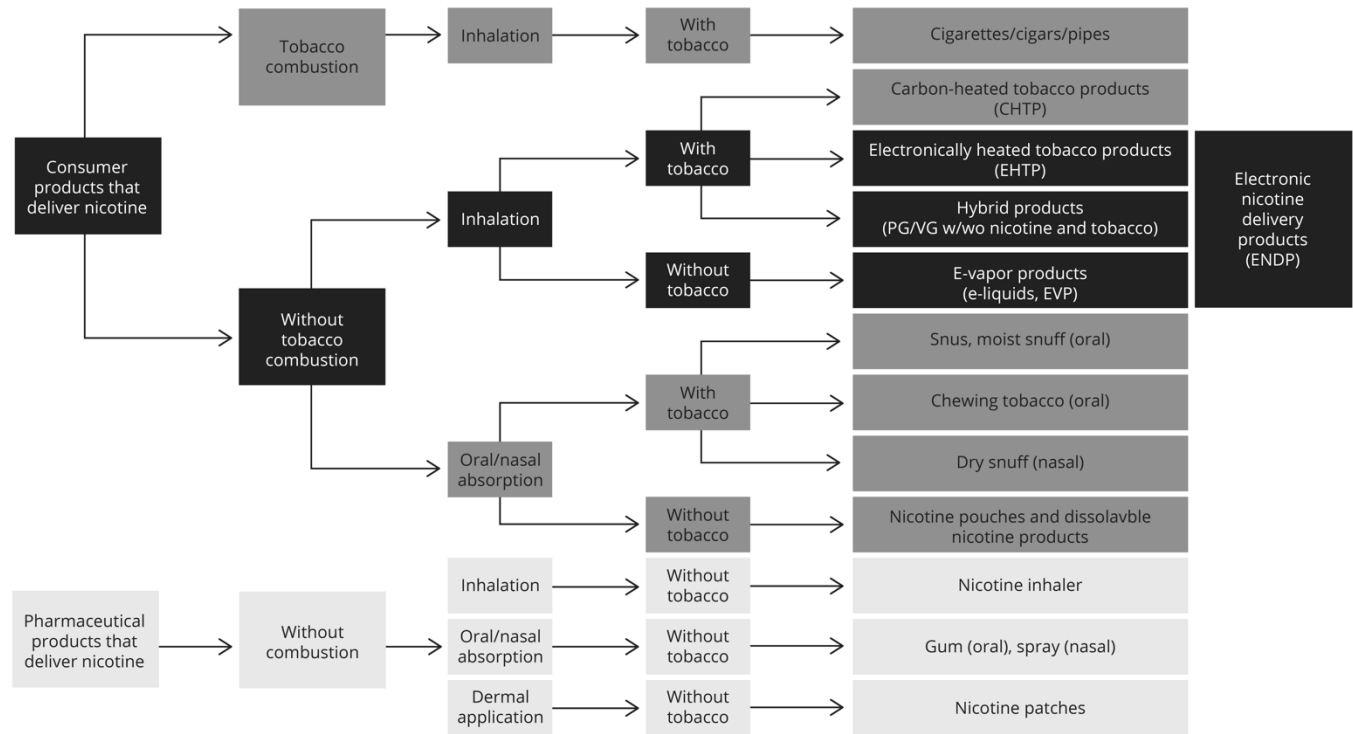 Tobacco
combustion
Inhalation
With
tobacco
Cigarettes/cigars/pipes
Carbon-heated tobacco products
(CHTP)
Consumer
products that
deliver nicotine
Inhalation
With
tobacco
Electronically heated tobacco products
(EHTP)
Hybrid products
(PG/VG w/wo nicotine and tobacco)
Electronic
nicotine
delivery
products
(ENDP)
Without
tobacco
combustion
Without
tobacco
E-vapor products
(e-liquids, EVP)
Snus, moist snuff (oral)
Oral/nasal
absorption
With
tobacco
Chewing tobacco (oral)
Dry snuff (nasal)
Without
tobacco
Nicotine pouches and dissolavble
nicotine products
Pharmaceutical
products that
deliver nicotine
Without
combustion
Inhalation
Without
tobacco
Nicotine inhaler
Oral/nasal
absorption
Without
tobacco
Gum (oral), spray (nasal)
Dermal
application
Without
tobacco
Nicotine patches